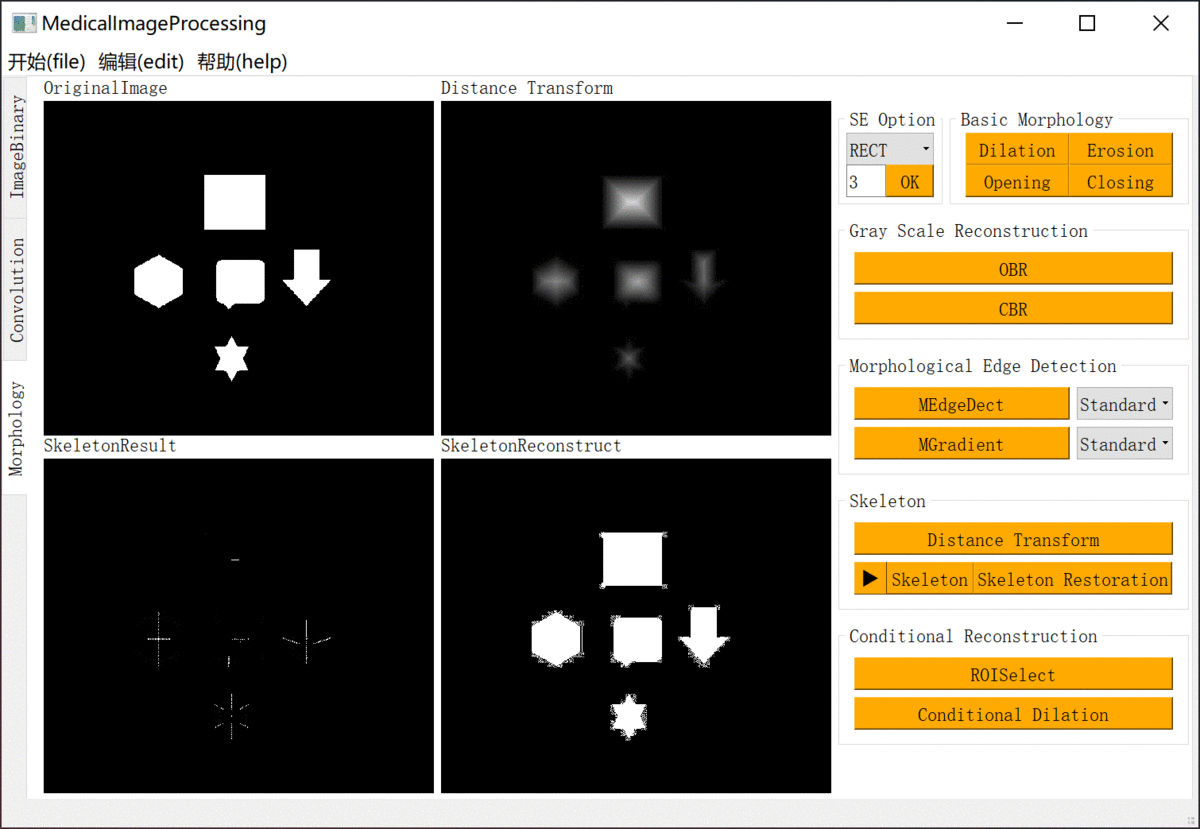 MedicalImageProcessing
开始(file) 编辑(edit) 帮助(help)
ImageBinary
Convolution
Morphology
OriginalImage
Distance Transform
SkeletonResult
SkeletonReconstruct
SE Option
RECT
3 OK
Basic Morphology
Dilation Erosion
Opening Closing
Gray Scale Reconstruction
OBR
CBR
Morphological Edge Detection
MEdgeDect Standard
MGradient Standard
Skeleton
Distance Transform
Skeleton Skeleton Restoration
Conditional Reconstruction
ROISelect
Conditional Dilation